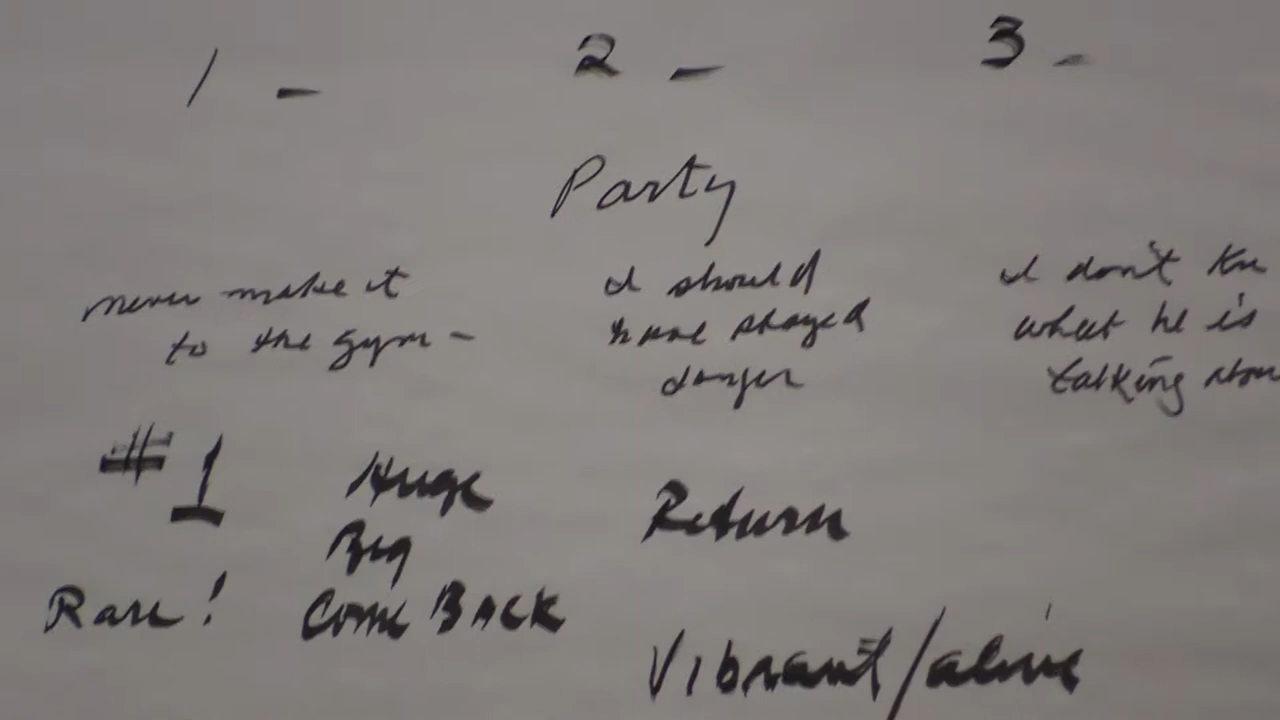 1 -
2 -
3 -
Party
never make it
to the gym -
I should
have stayed
longer
I don't kn
what he is
talking abou
#1
Huge
Big
Come BACK
Rare!
Return
Vibrant/alive